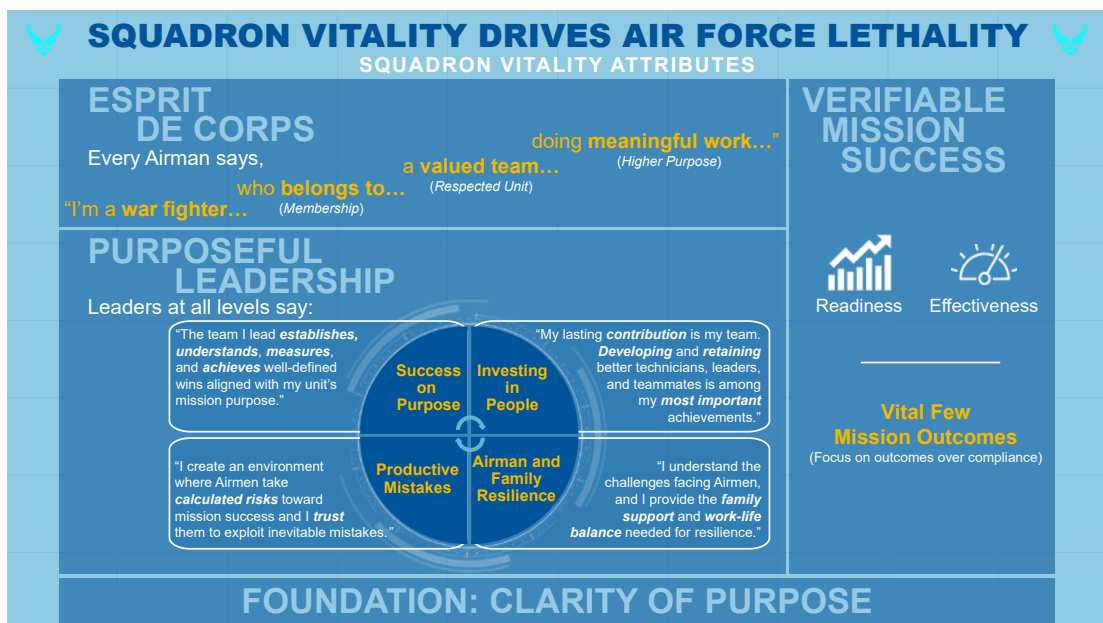 SQUADRON VITALITY DRIVES AIR FORCE LETHALITY
SQUADRON VITALITY ATTRIBUTES
ESPRIT
DE CORPS
Every Airman says,
“I’m a war fighter…
who belongs to…
(Membership)
a valued team…
(Respected Unit)
doing meaningful work…”
(Higher Purpose)
PURPOSEFUL
LEADERSHIP
Leaders at all levels say:
“The team I lead establishes,
understands, measures,
and achieves well-defined
wins aligned with my unit’s
mission purpose.”
Success
on
Purpose
Investing
in
People
“My lasting contribution is my team.
Developing and retaining
better technicians, leaders,
and teammates is among
my most important
achievements.”
“I create an environment
where Airmen take
calculated risks toward
mission success and I trust
them to exploit inevitable mistakes.”
Productive
Mistakes
Airman and
Family
Resilience
“I understand the
challenges facing Airmen,
and I provide the family
support and work-life
balance needed for resilience.”
VERIFIABLE
MISSION
SUCCESS
Readiness
Effectiveness
Vital Few
Mission Outcomes
(Focus on outcomes over compliance)
FOUNDATION: CLARITY OF PURPOSE